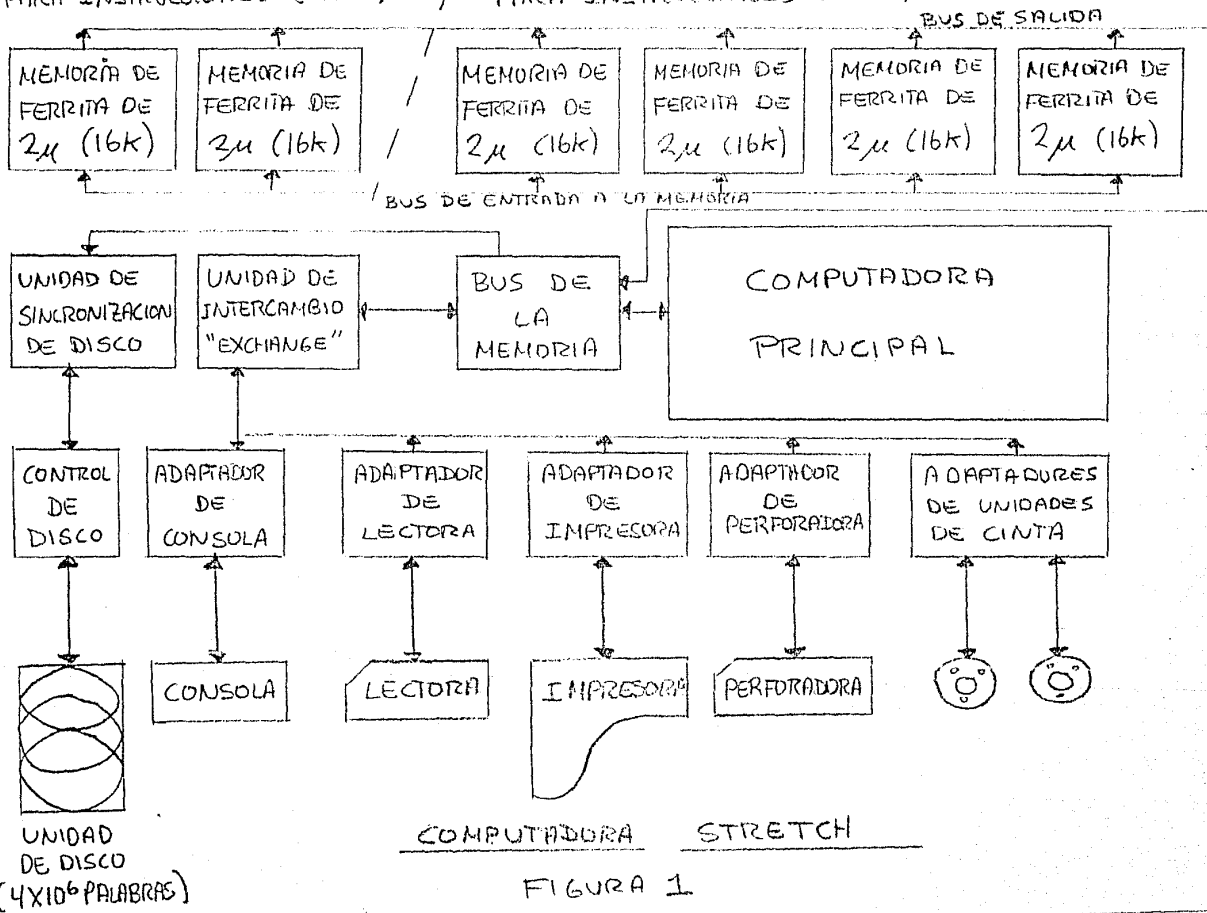 PARA INSTRUCCIONES
BUS DE SALIDA
MEMORIA DE
FERRITA DE
2μ (16k)
MEMORIA DE
FERRITA DE
3μ (16k)
MEMORIA DE
FERRITA DE
2μ (16k)
MEMORIA DE
FERRITA DE
2μ (16k)
MEMORIA DE
FERRITA DE
2μ (16k)
MEMORIA DE
FERRITA DE
2μ (16k)
BUS DE ENTRADA A LA MEMORIA
UNIDAD DE
SINCRONIZACION
DE DISCO
UNIDAD DE
INTERCAMBIO
"EXCHANGE"
BUS DE
LA
MEMORIA
COMPUTADORA
PRINCIPAL
CONTROL
DE
DISCO
ADAPTADOR
DE
CONSOLA
ADAPTADOR
DE
LECTORA
ADAPTADOR
DE
IMPRESORA
ADAPTADOR
DE
PERFORADORA
ADAPTADORES
DE UNIDADES
DE CINTA
CONSOLA
LECTORA
IMPRESORA
PERFORADORA
UNIDAD
DE DISCO
(4X10⁶ PALABRAS)
COMPUTADORA STRETCH
FIGURA 1